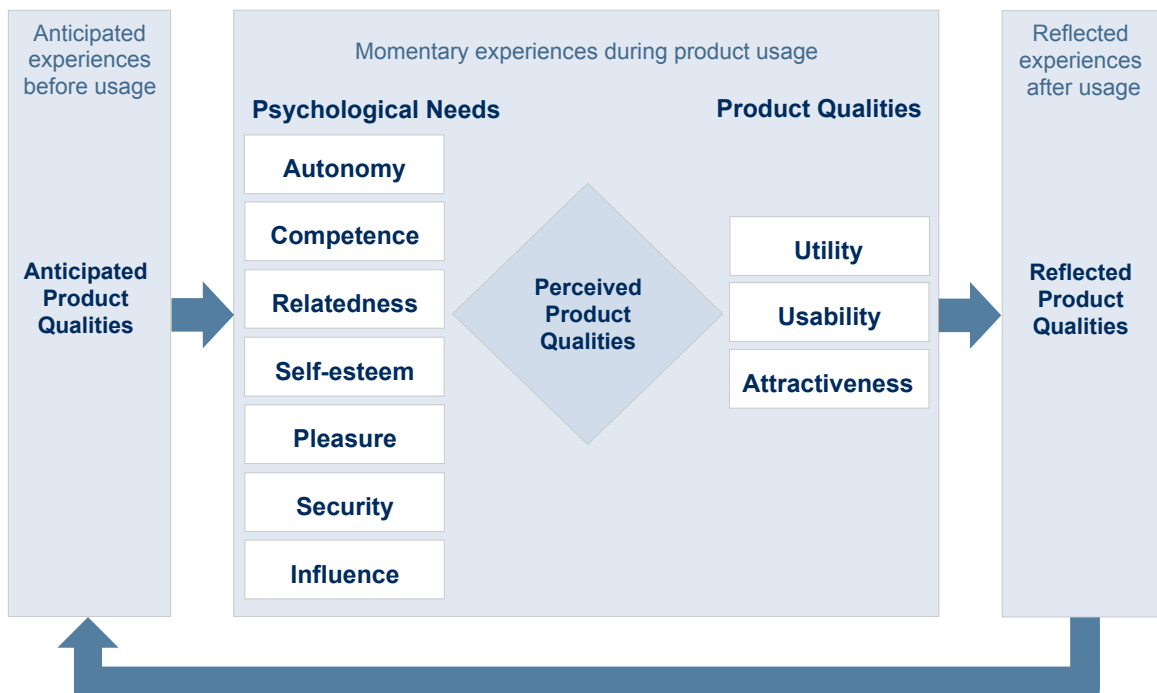 Anticipated
experiences
before usage
Anticipated
Product
Qualities
Momentary experiences during product usage
Psychological Needs
Autonomy
Competence
Relatedness
Self-esteem
Pleasure
Security
Influence
Perceived
Product
Qualities
Product Qualities
Utility
Usability
Attractiveness
Reflected
experiences
after usage
Reflected
Product
Qualities